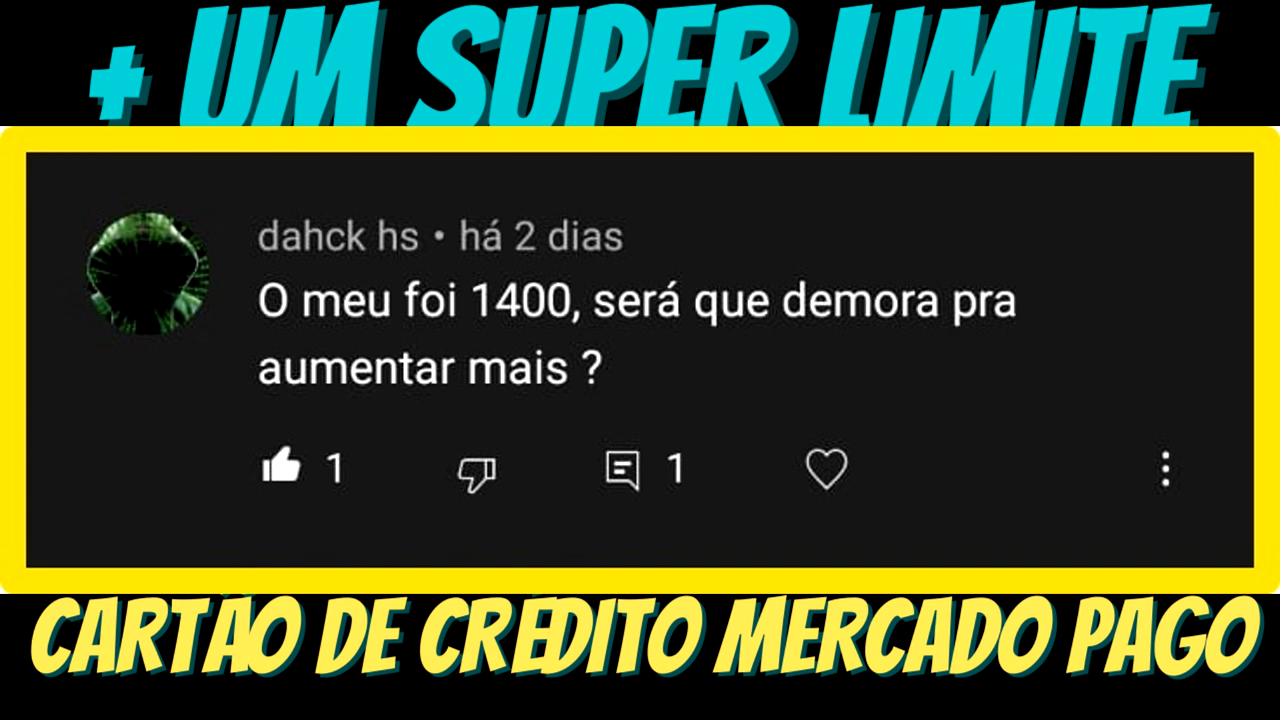 + UM SUPER LIMITE
dahck hs • há 2 dias
O meu foi 1400, será que demora pra
aumentar mais ?
1 1
CARTÃO DE CRÉDITO MERCADO PAGO